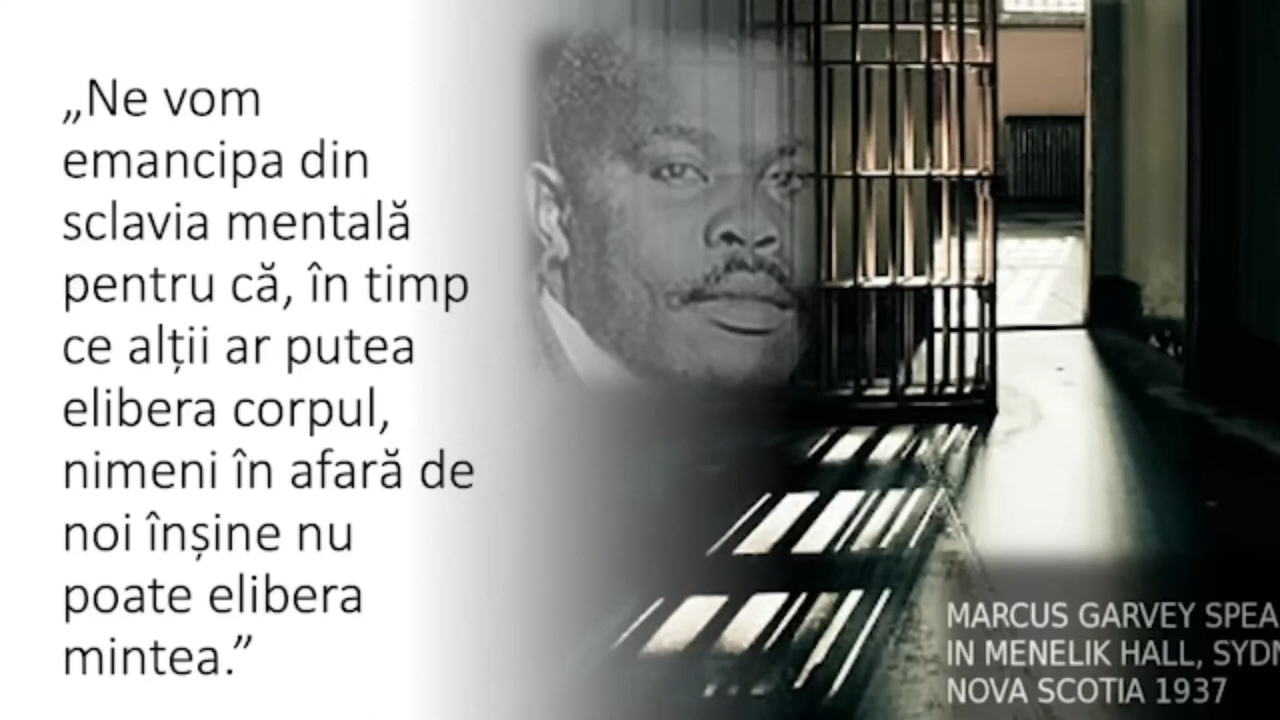 „Ne vom
emancipa din
sclavia mentală
pentru că, în timp
ce alții ar putea
elibera corpul,
nimeni în afară de
noi înșine nu
poate elibera
mintea.”
MARCUS GARVEY SPEA
IN MENELIK HALL, SYDN
NOVA SCOTIA 1937